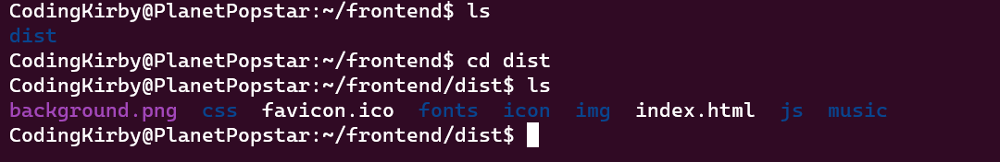 CodingKirby@PlanetPopstar:~/frontend$ ls
dist
CodingKirby@PlanetPopstar:~/frontend$ cd dist
CodingKirby@PlanetPopstar:~/frontend/dist$ ls
background.png  css  favicon.ico  fonts  icon  img  index.html  js  music
CodingKirby@PlanetPopstar:~/frontend/dist$